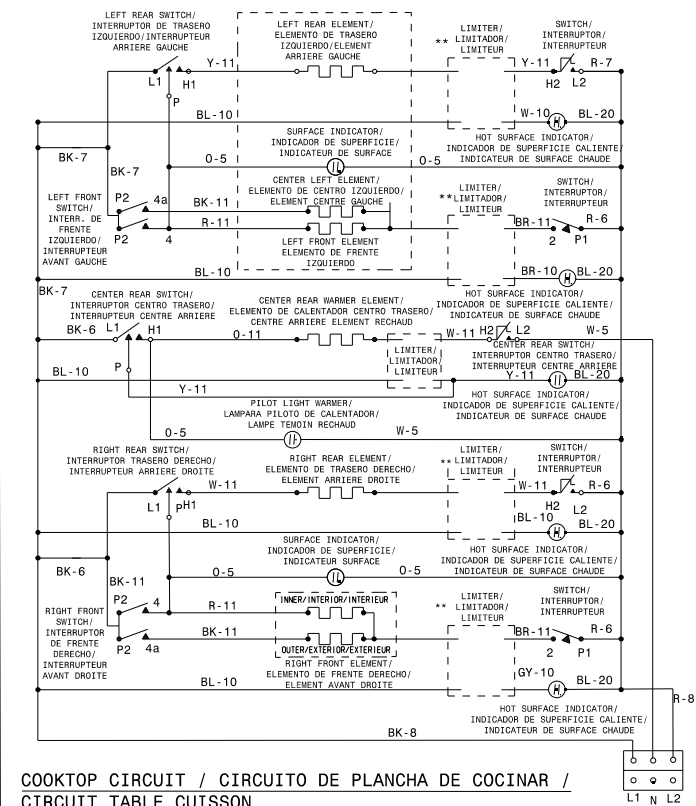 LEFT REAR SWITCH/
INTERRUPTOR DE TRASERO
IZQUIERDO/INTERRUPTEUR
ARRIERE GAUCHE
LEFT REAR ELEMENT/
ELEMENTO DE TRASERO
IZQUIERDO/ELEMENT
ARRIERE GAUCHE
LIMITER/
** LIMITADOR/
LIMITEUR
SWITCH/
INTERRUPTOR/
INTERRUPTEUR
Y-11
Y-11
R-7
L1
H1
H2
L2
P
BL-10
W-10
BL-20
SURFACE INDICATOR/
INDICADOR DE SUPERFICIE/
INDICATEUR DE SURFACE
HOT SURFACE INDICATOR/
INDICADOR DE SUPERFICIE CALIENTE/
INDICATEUR DE SURFACE CHAUDE
BK-7
BK-7
O-5
O-5
CENTER LEFT ELEMENT/
ELEMENTO DE CENTRO IZQUIERDO/
ELEMENT CENTRE GAUCHE
LIMITER/
**LIMITADOR/
LIMITEUR
SWITCH/
INTERRUPTOR/
INTERRUPTEUR
LEFT FRONT
SWITCH/
INTERR. DE
FRENTE
IZQUIERDO/
INTERRUPTEUR
AVANT GAUCHE
P2
4a
BK-11
P2
4
R-11
BR-11
R-6
2
P1
LEFT FRONT ELEMENT
ELEMENTO DE FRENTE
IZQUIERDO
BL-10
BR-10
BL-20
BK-7
CENTER REAR SWITCH/
INTERRUPTOR CENTRO TRASERO/
INTERRUPTEUR CENTRE ARRIERE
CENTER REAR WARMER ELEMENT/
ELEMENTO DE CALENTADOR CENTRO TRASERO/
CENTRE ARRIERE ELEMENT RECHAUD
HOT SURFACE INDICATOR/
INDICADOR DE SUPERFICIE CALIENTE/
INDICATEUR DE SURFACE CHAUDE
BK-6
L1
H1
O-11
W-11
H2
L2
W-5
LIMITER/
LIMITADOR/
LIMITEUR
CENTER REAR SWITCH/
INTERRUPTOR CENTRO TRASERO/
INTERRUPTEUR CENTRE ARRIERE
P
BL-10
Y-11
Y-11
BL-20
PILOT LIGHT WARMER/
LAMPARA PILOTO DE CALENTADOR/
LAMPE TEMOIN RECHAUD
HOT SURFACE INDICATOR/
INDICADOR DE SUPERFICIE CALIENTE/
INDICATEUR DE SURFACE CHAUDE
O-5
W-5
RIGHT REAR SWITCH/
INTERRUPTOR TRASERO DERECHO/
INTERRUPTEUR ARRIERE DROITE
RIGHT REAR ELEMENT/
ELEMENTO DE TRASERO DERECHO/
ELEMENT ARRIERE DROITE
LIMITER/
** LIMITADOR/
LIMITEUR
SWITCH/
INTERRUPTOR/
INTERRUPTEUR
W-11
W-11
R-6
L1
P
H1
H2
L2
BL-10
BL-10
BL-20
SURFACE INDICATOR/
INDICADOR DE SUPERFICIE/
INDICATEUR SURFACE
HOT SURFACE INDICATOR/
INDICADOR DE SUPERFICIE CALIENTE/
INDICATEUR DE SURFACE CHAUDE
BK-6
BK-11
O-5
O-5
RIGHT FRONT
SWITCH/
INTERRUPTOR
DE FRENTE
DERECHO/
INTERRUPTEUR
AVANT DROITE
P2
4
R-11
INNER/INTERIOR/INTERIEUR
** LIMITER/
LIMITADOR/
LIMITEUR
SWITCH/
INTERRUPTOR/
INTERRUPTEUR
P2
4a
BK-11
BR-11
R-6
2
P1
OUTER/EXTERIOR/EXTERIEUR
RIGHT FRONT ELEMENT/
ELEMENTO DE FRENTE DERECHO/
ELEMENT AVANT DROITE
BL-10
GY-10
BL-20
R-8
HOT SURFACE INDICATOR/
INDICADOR DE SUPERFICIE CALIENTE/
INDICATEUR DE SURFACE CHAUDE
BK-8
L1 N L2
COOKTOP CIRCUIT / CIRCUITO DE PLANCHA DE COCINAR /
CIRCUIT TABLE CUISSON